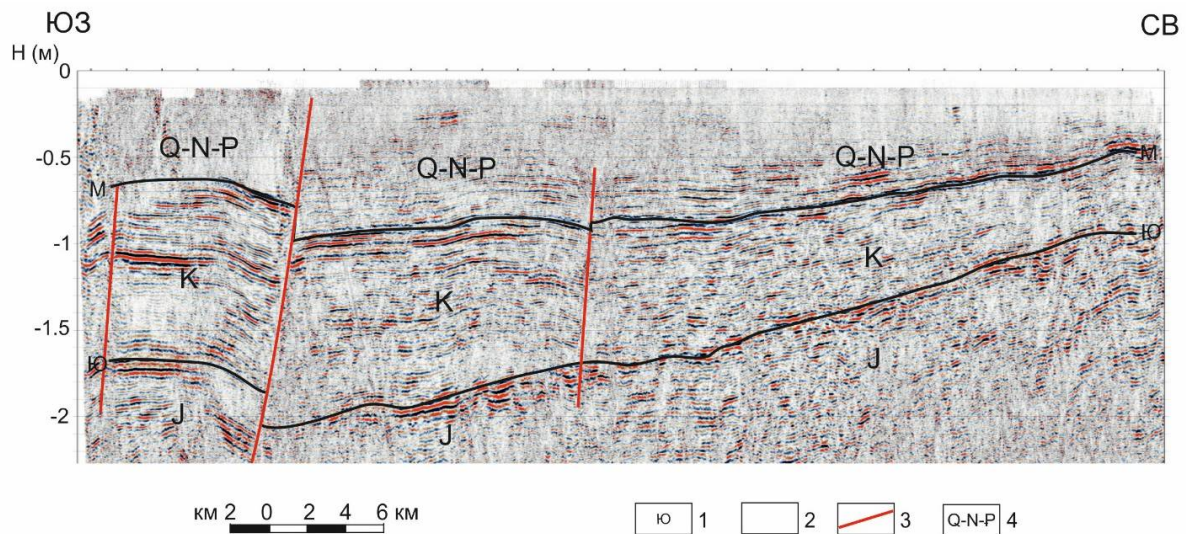 ЮЗ
СВ
Н (м)
0
Q-N-P
Q-N-P
Q-N-P
-0.5
М
М
-1
К
К
К
Ю
-1.5
Ю
J
J
J
-2
км 2 0 2 4 6 км
Ю 1
2
3
Q-N-P 4